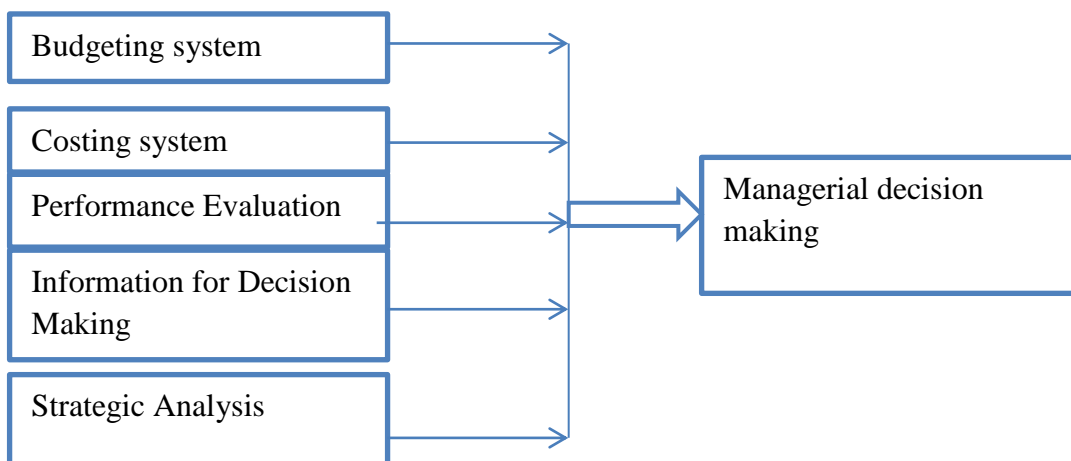 Budgeting system
Costing system
Performance Evaluation
Information for Decision
Making
Strategic Analysis
Managerial decision
making